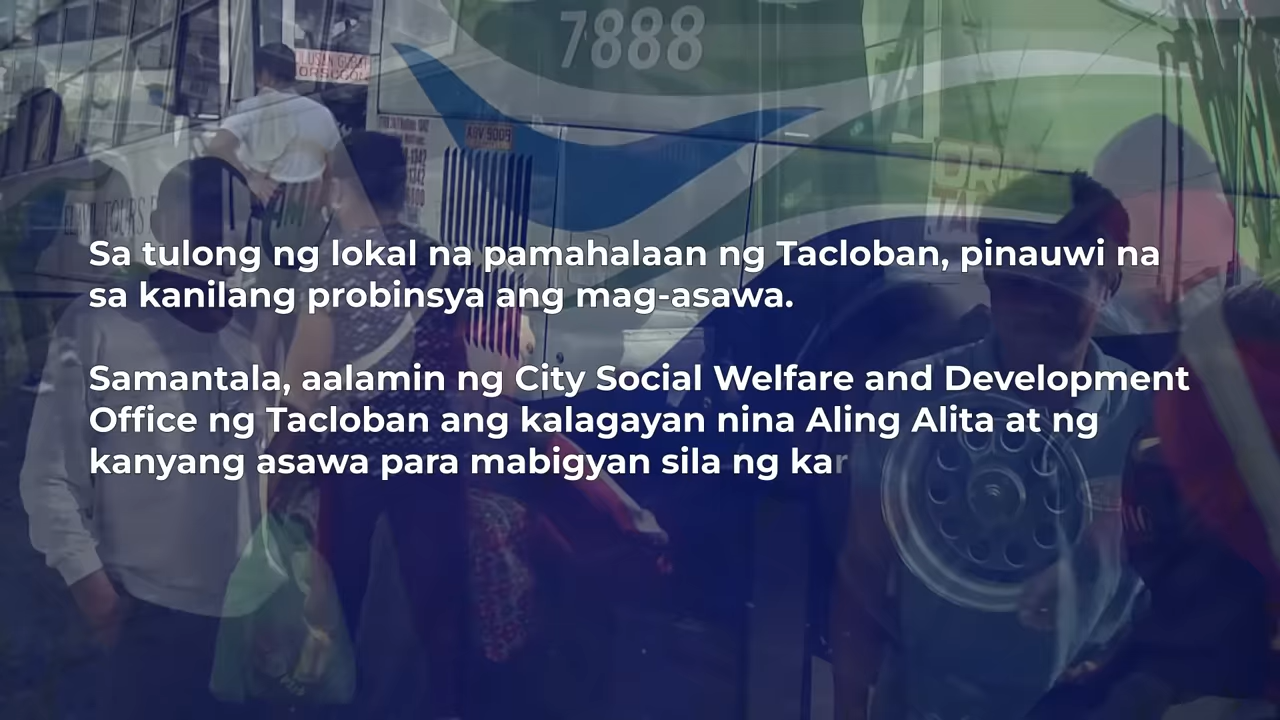 7888
Sa tulong ng lokal na pamahalaan ng Tacloban, pinauwi na
sa kanilang probinsya ang mag-asawa.
Samantala, aalamin ng City Social Welfare and Development
Office ng Tacloban ang kalagayan nina Aling Alita at ng
kanyang asawa para mabigyan sila ng kar